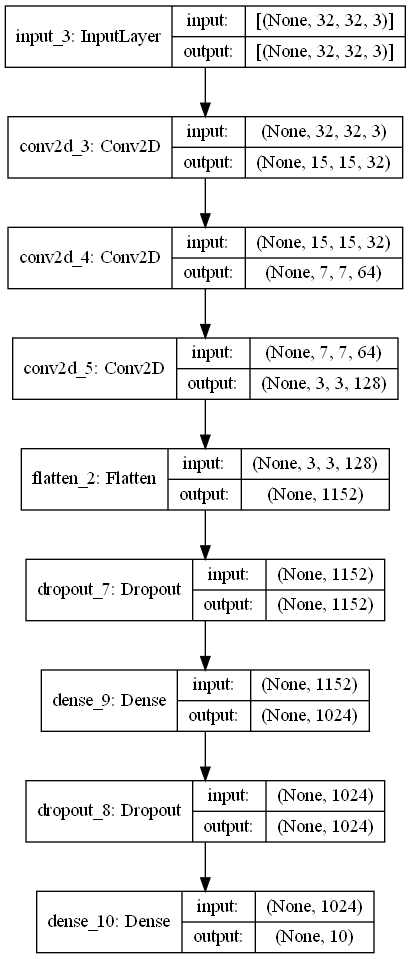 input_3: InputLayer
input: [(None, 32, 32, 3)]
output: [(None, 32, 32, 3)]
conv2d_3: Conv2D
input: (None, 32, 32, 3)
output: (None, 15, 15, 32)
conv2d_4: Conv2D
input: (None, 15, 15, 32)
output: (None, 7, 7, 64)
conv2d_5: Conv2D
input: (None, 7, 7, 64)
output: (None, 3, 3, 128)
flatten_2: Flatten
input: (None, 3, 3, 128)
output: (None, 1152)
dropout_7: Dropout
input: (None, 1152)
output: (None, 1152)
dense_9: Dense
input: (None, 1152)
output: (None, 1024)
dropout_8: Dropout
input: (None, 1024)
output: (None, 1024)
dense_10: Dense
input: (None, 1024)
output: (None, 10)